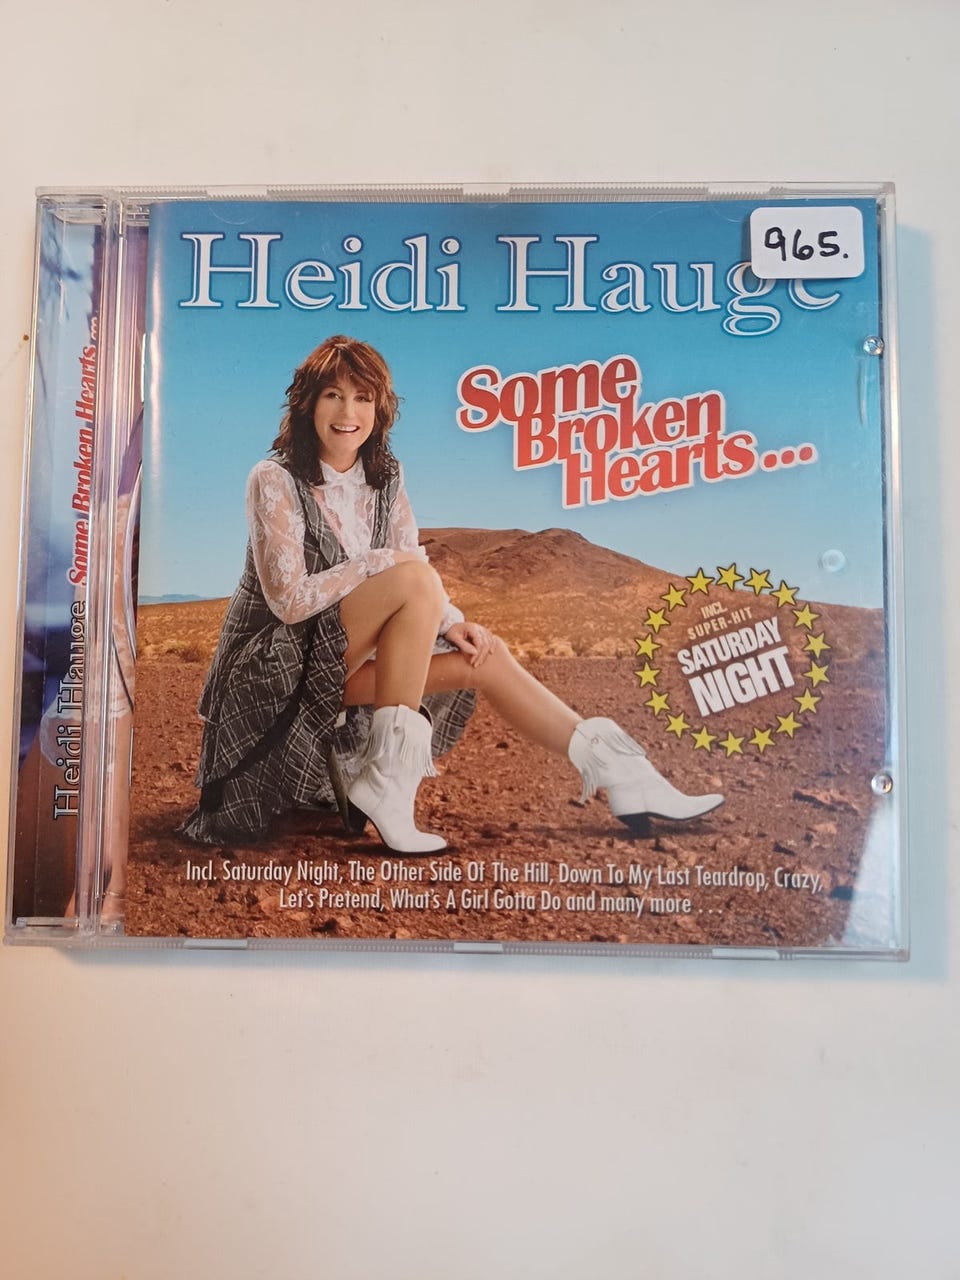 Heidi Hauge
965.
Some
Broken
Hearts...
INCL.
SUPER-HIT
SATURDAY
NIGHT
Incl. Saturday Night, The Other Side Of The Hill, Down To My Last Teardrop, Crazy,
Let's Pretend, What's A Girl Gotta Do and many more ...
Heidi Hauge Some Broken Hearts...